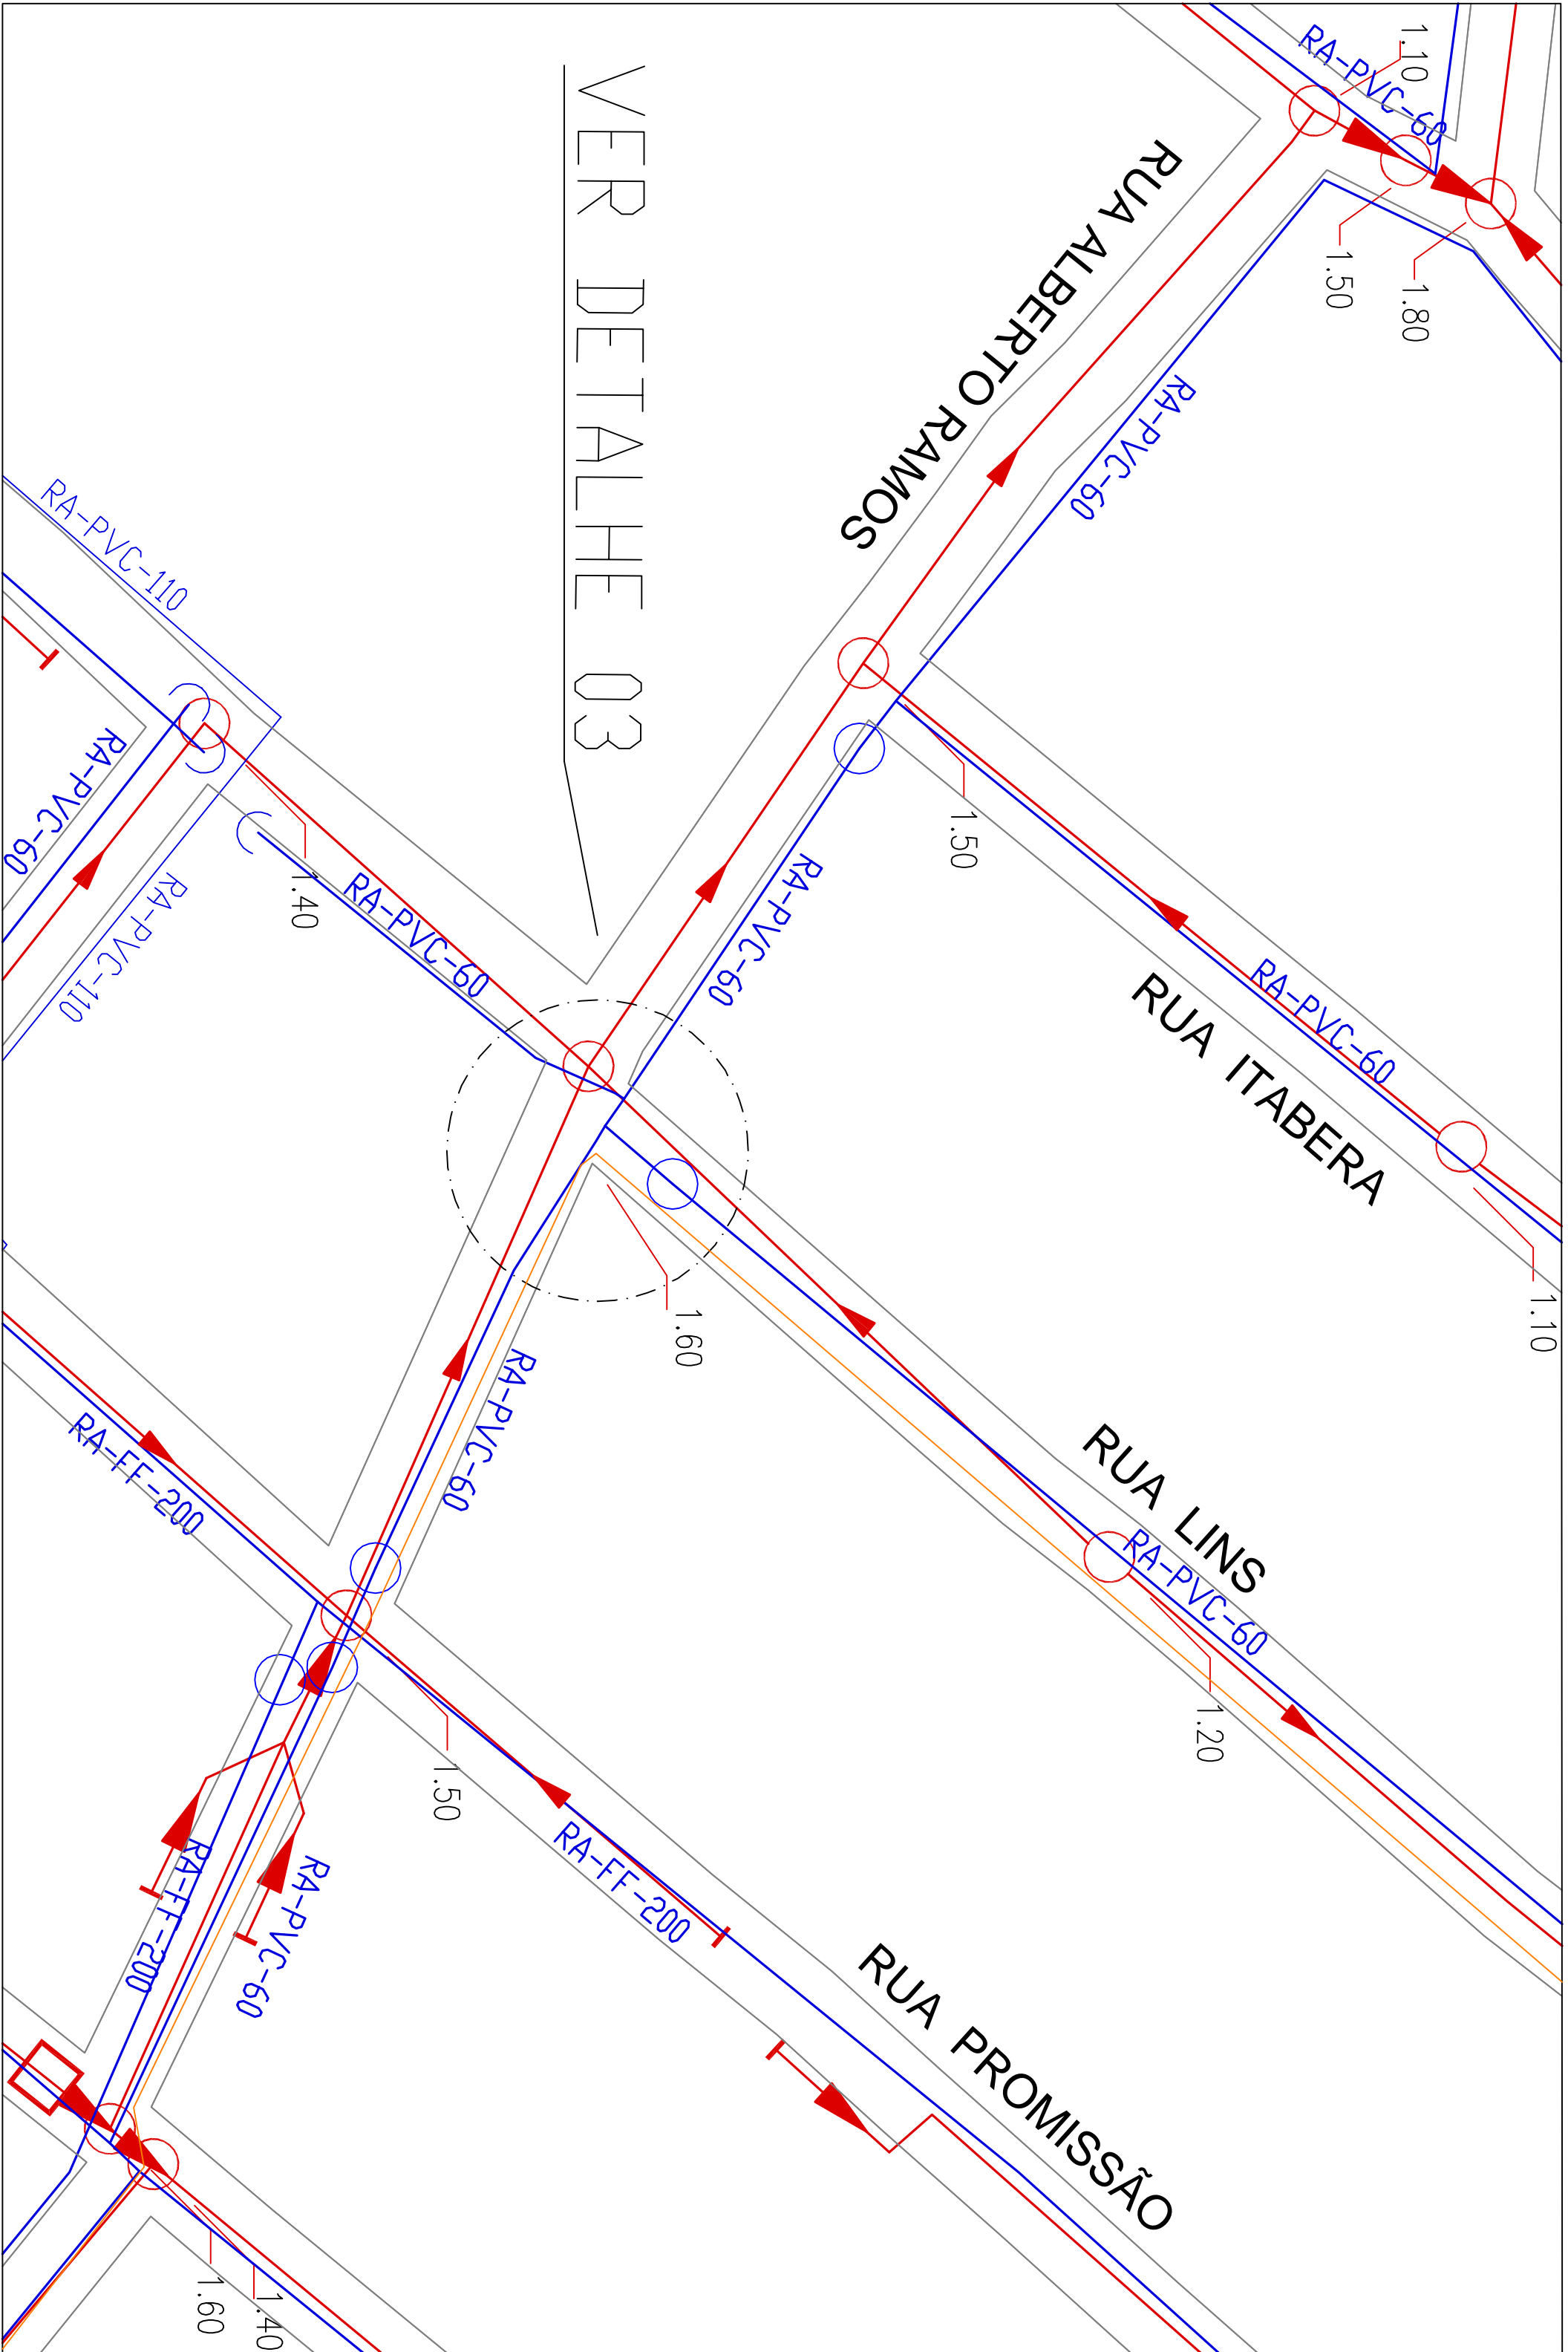 1.10
RA-PVC-60
1.50
1.80
RUA ALBERTO RAMOS
VER DETALHE 03
RA-PVC-60
RA-PVC-110
RA-PVC-60
1.40
RA-PVC-110
RA-PVC-60
RA-PVC-60
1.50
RA-PVC-60
RUA ITABERA
1.10
1.60
RA-PVC-60
RUA LINS
RA-PVC-60
1.20
RA-FF-200
1.50
RA-FF-200
RA-FF-200
RA-PVC-60
RUA PROMISSÃO
1.60
1.40